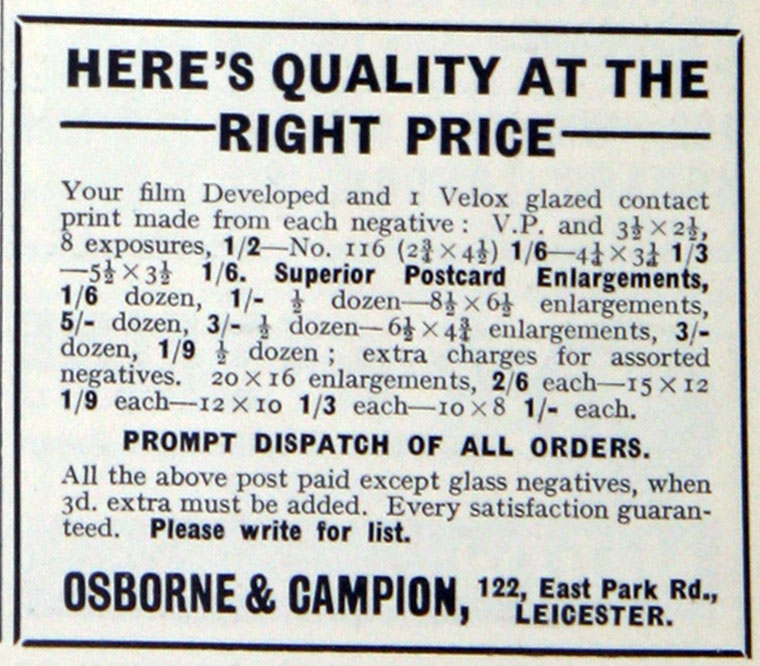 HERE'S QUALITY AT THE
RIGHT PRICE
Your film Developed and 1 Velox glazed contact
print made from each negative : V.P. and 3½ × 2½,
8 exposures, 1/2—No. 116 (2¾ × 4½) 1/6—4¼ × 3¼ 1/3
—5½ × 3½ 1/6. Superior Postcard Enlargements,
1/6 dozen, 1/- ½ dozen—8½ × 6½ enlargements,
5/- dozen, 3/- ½ dozen—6½ × 4¾ enlargements, 3/-
dozen, 1/9 ½ dozen ; extra charges for assorted
negatives. 20 × 16 enlargements, 2/6 each—15 × 12
1/9 each—12 × 10 1/3 each—10 × 8 1/- each.
PROMPT DISPATCH OF ALL ORDERS.
All the above post paid except glass negatives, when
3d. extra must be added. Every satisfaction guaran-
teed. Please write for list.
OSBORNE & CAMPION, 122, East Park Rd.,
LEICESTER.